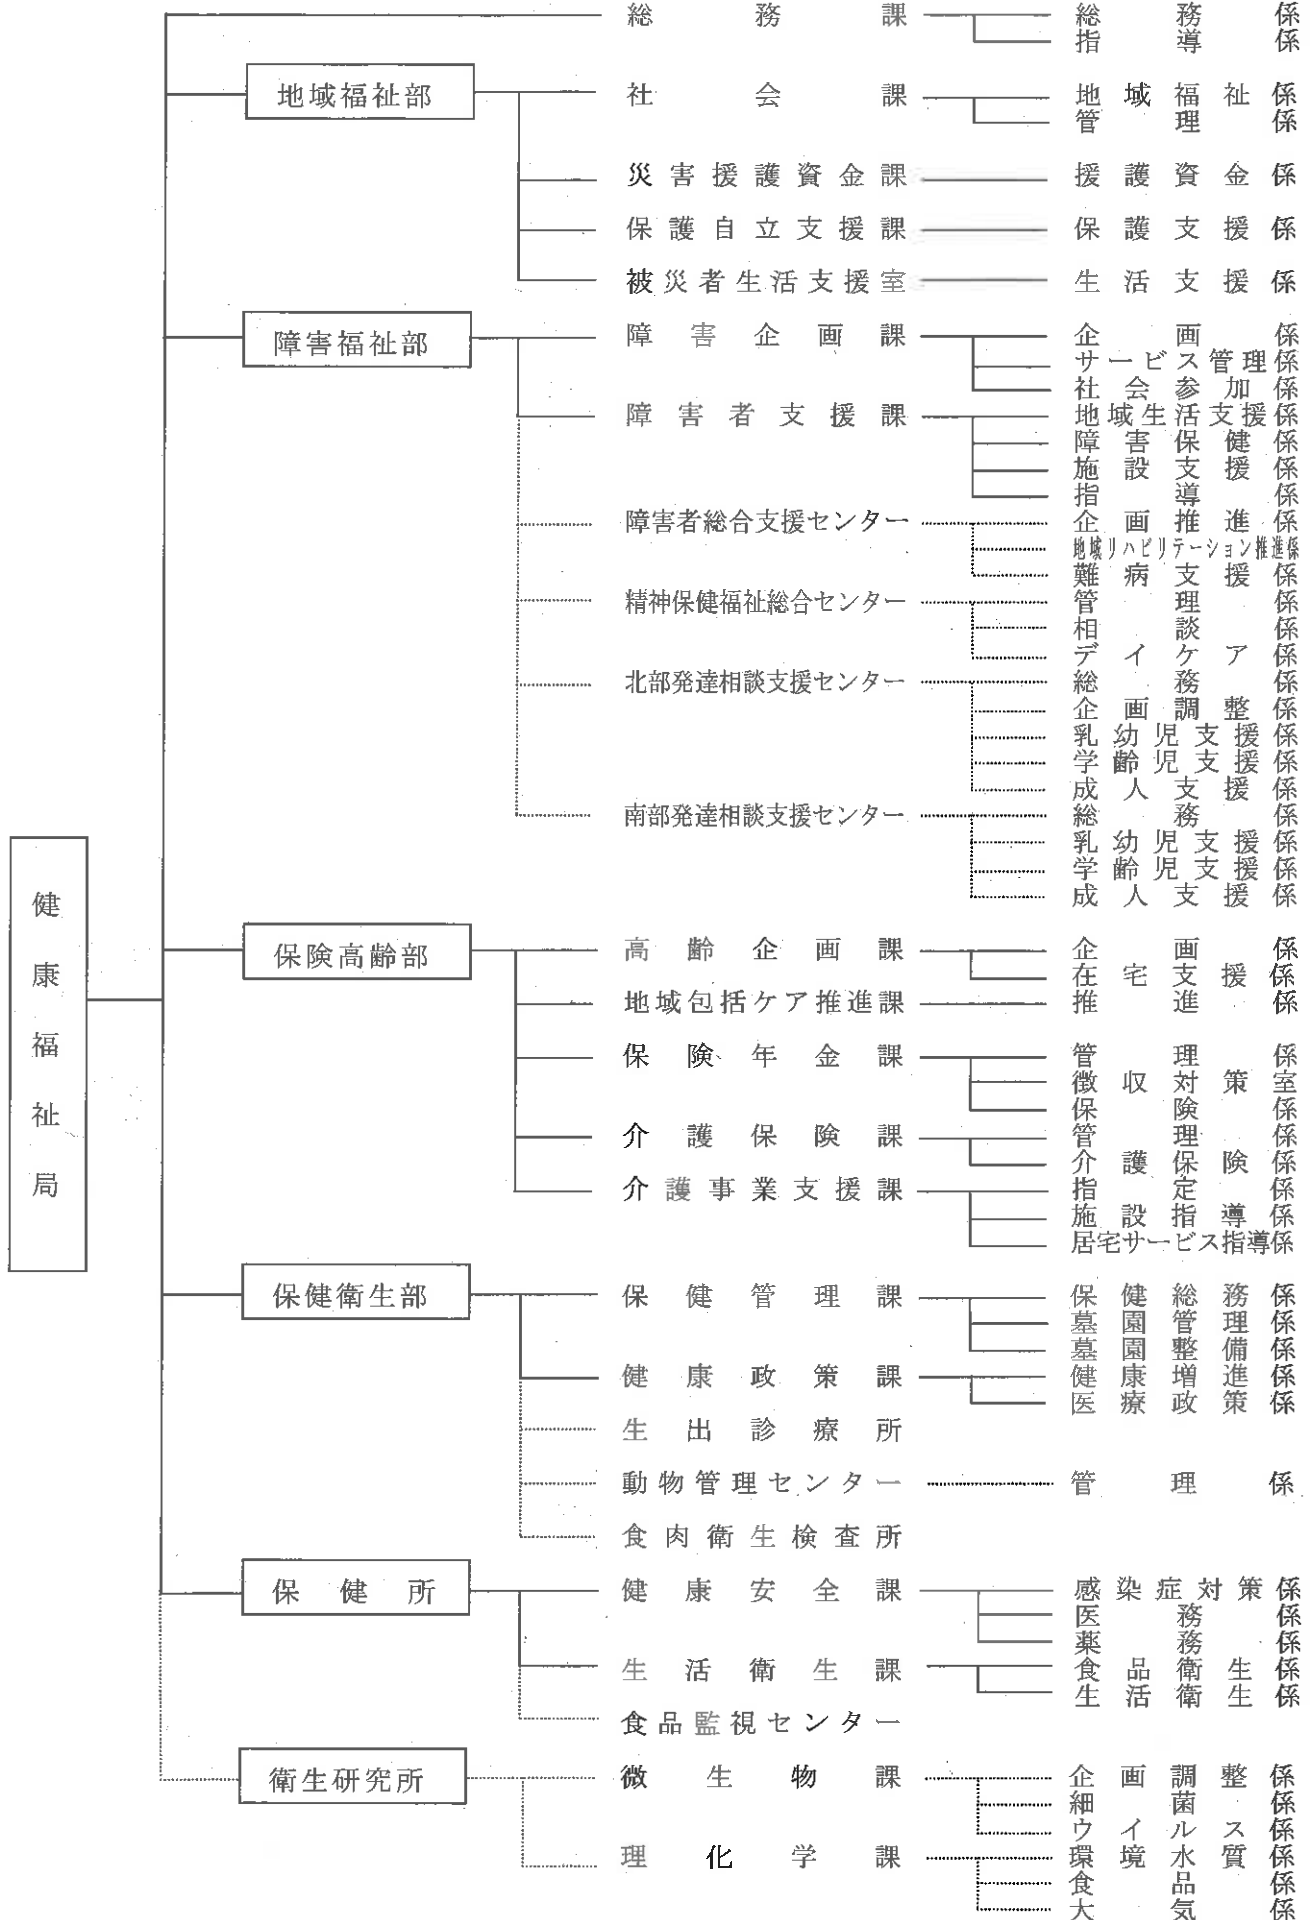 総務課 総務係
指導係
地域福祉部 社会課 地域福祉係
管理係
災害援護資金課 援護資金係
保護自立支援課 保護支援係
被災者生活支援室 生活支援係
障害福祉部 障害企画課 企画係
サービス管理係
社会参加係
障害者支援課 地域生活支援係
障害保健係
施設支援係
指導係
障害者総合支援センター 企画推進係
地域リハビリテーション推進係
難病支援係
精神保健福祉総合センター 管理係
相談係
デイケア係
北部発達相談支援センター 総務係
企画調整係
乳幼児支援係
学齢児支援係
成人支援係
南部発達相談支援センター 総務係
乳幼児支援係
学齢児支援係
成人支援係
健康福祉局
保険高齢部 高齢企画課 企画係
在宅支援係
地域包括ケア推進課 推進係
保険年金課 管理係
徴収対策室
保険係
介護保険課 管理係
介護保険係
介護事業支援課 指定係
施設指導係
居宅サービス指導係
保健衛生部 保健管理課 保健総務係
墓園管理係
墓園整備係
健康政策課 健康増進係
医療政策係
生出診療所
動物管理センター 管理係
食肉衛生検査所
保健所 健康安全課 感染症対策係
医務係
薬務係
生活衛生課 食品衛生係
生活衛生係
食品監視センター
衛生研究所 微生物課 企画調整係
細菌係
ウイルス係
理化学課 環境水質係
食品係
大気係